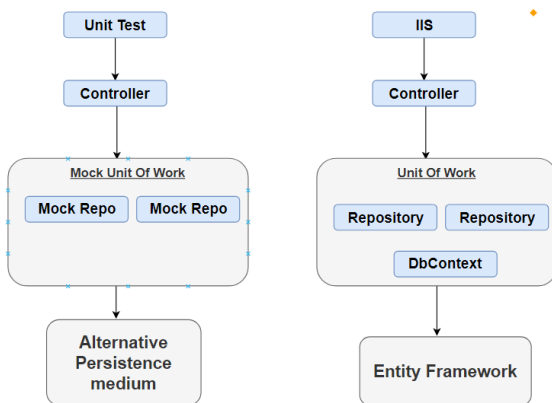 Unit Test
Controller
Mock Unit Of Work
Mock Repo
Mock Repo
Alternative
Persistence
medium
IIS
Controller
Unit Of Work
Repository
Repository
DbContext
Entity Framework